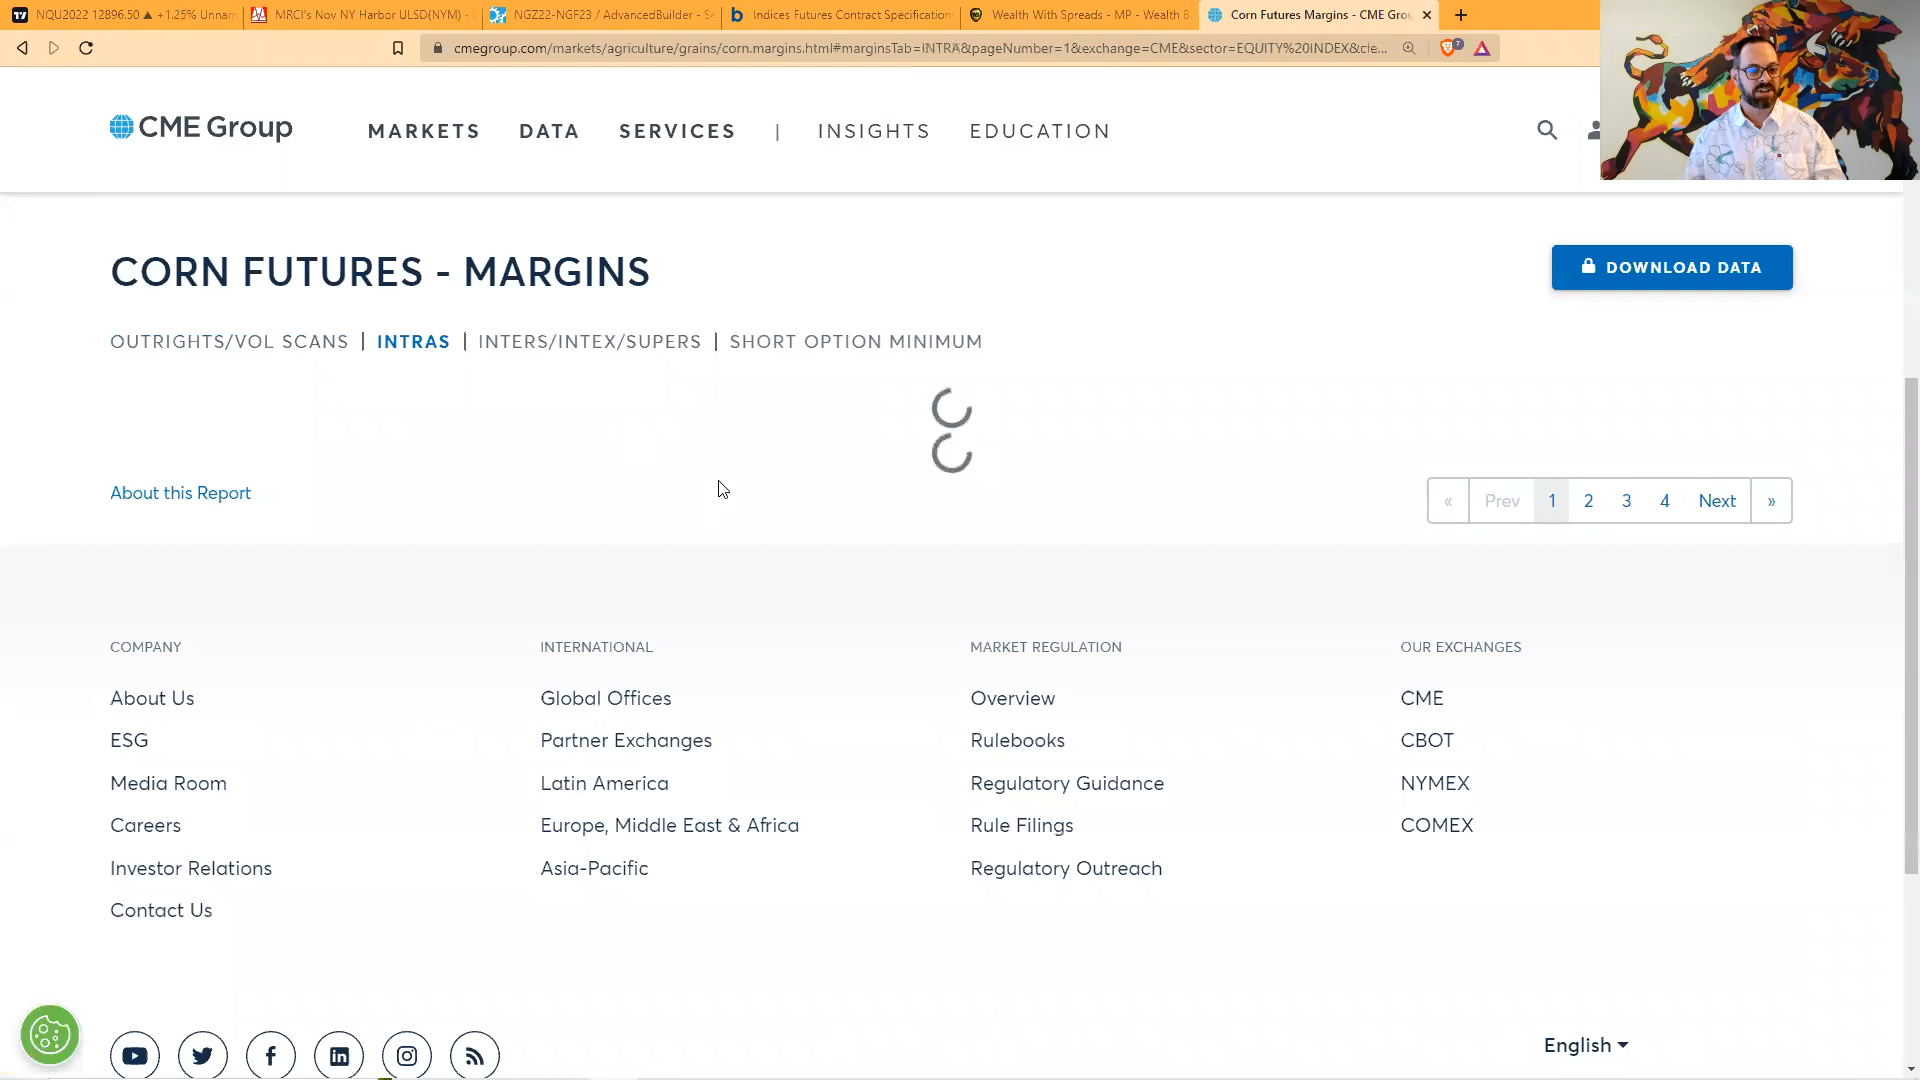 NQU2022 12896.50 ▲ +1.25% Unnam
MRCI's Nov NY Harbor ULSD(NYM) -
NGZ22-NGF23 / AdvancedBuilder - Se
Indices Futures Contract Specification
Wealth With Spreads - MP - Wealth B
Corn Futures Margins - CME Gro
cmegroup.com/markets/agriculture/grains/corn.margins.html#marginsTab=INTRA&pageNumber=1&exchange=CME&sector=EQUITY%20INDEX&cle...
7
CME Group
MARKETS DATA SERVICES | INSIGHTS EDUCATION
CORN FUTURES - MARGINS
DOWNLOAD DATA
OUTRIGHTS/VOL SCANS | INTRAS | INTERS/INTEX/SUPERS | SHORT OPTION MINIMUM
About this Report
« Prev 1 2 3 4 Next »
COMPANY
About Us
ESG
Media Room
Careers
Investor Relations
Contact Us
INTERNATIONAL
Global Offices
Partner Exchanges
Latin America
Europe, Middle East & Africa
Asia-Pacific
MARKET REGULATION
Overview
Rulebooks
Regulatory Guidance
Rule Filings
Regulatory Outreach
OUR EXCHANGES
CME
CBOT
NYMEX
COMEX
English